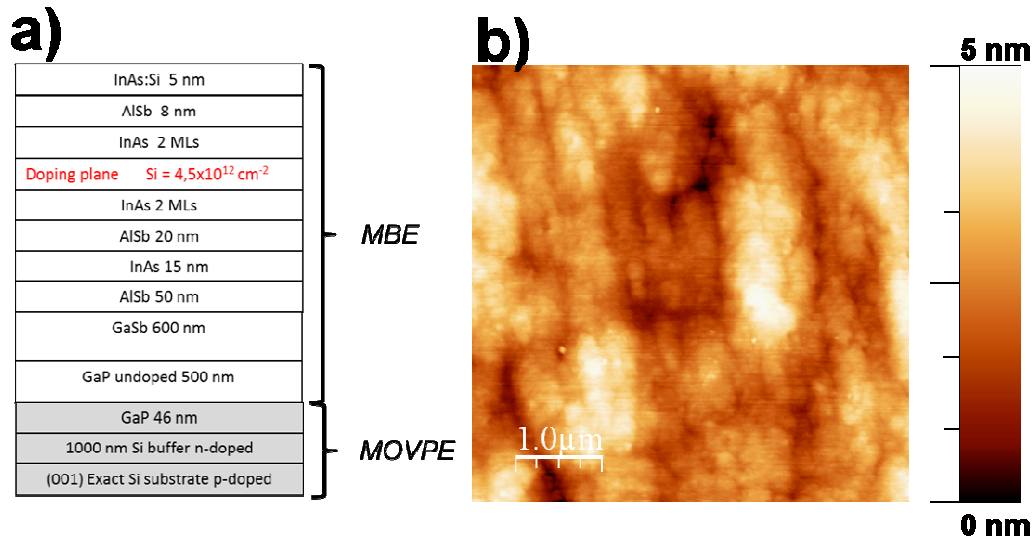 a)
InAs:Si 5 nm
AlSb 8 nm
InAs 2 MLs
Doping plane Si = 4,5x10¹² cm⁻²
InAs 2 MLs
AlSb 20 nm
InAs 15 nm
AlSb 50 nm
GaSb 600 nm
GaP undoped 500 nm
GaP 46 nm
1000 nm Si buffer n-doped
(001) Exact Si substrate p-doped
MBE
MOVPE
b)
1.0µm
5 nm
0 nm